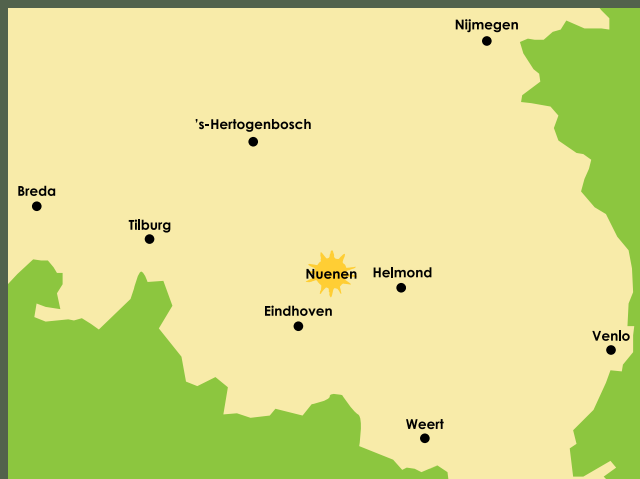 Nijmegen
's-Hertogenbosch
Breda
Tilburg
Nuenen
Helmond
Eindhoven
Venlo
Weert